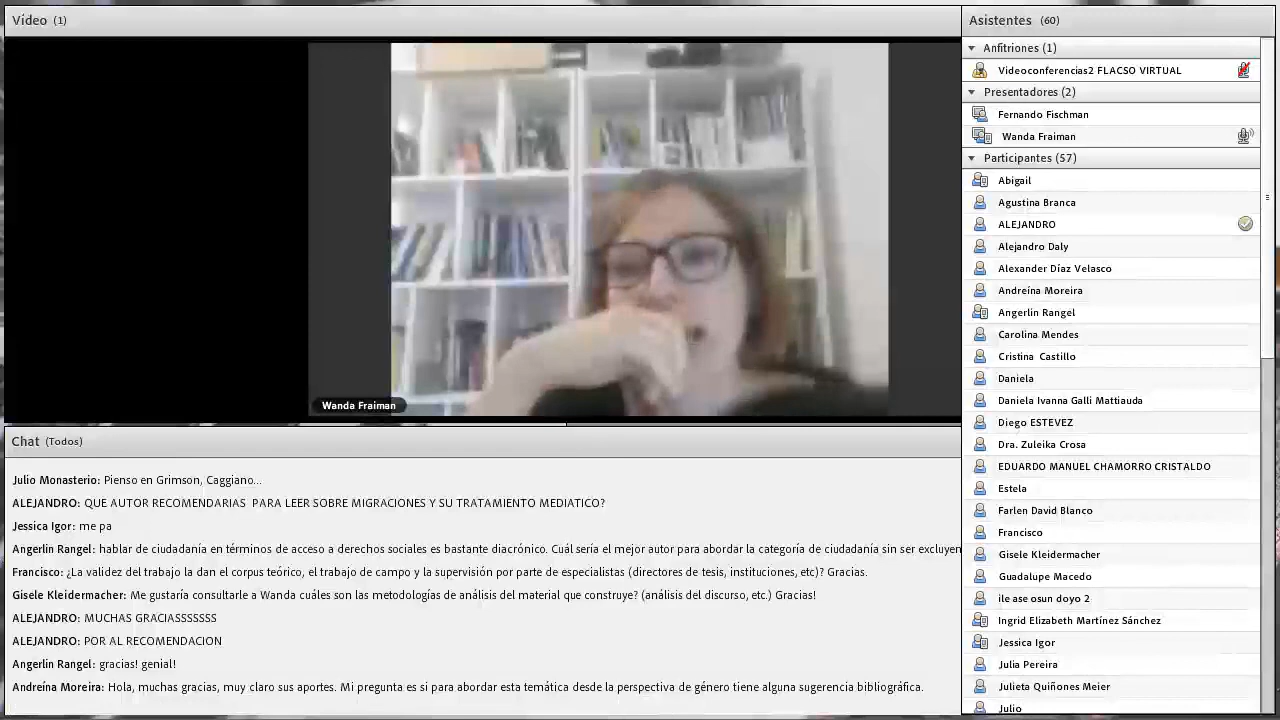 Vídeo (1)
Wanda Fraiman
Chat (Todos)
Julio Monasterio: Pienso en Grimson, Caggiano...
ALEJANDRO: QUE AUTOR RECOMENDARIAS PARA LEER SOBRE MIGRACIONES Y SU TRATAMIENTO MEDIATICO?
Jessica Igor: me pa
Angerlin Rangel: hablar de ciudadanía en términos de acceso a derechos sociales es bastante diacrónico. cuál sería el mejor autor para abordar la categoría de ciudadanía sin ser excluyen
Francisco: ¿La validez del trabajo la dan el corpus teórico, el trabajo de campo y la supervisión por parte de especialistas (directores de tesis, instituciones, etc)? Gracias.
Gisele Kleidermacher: Me gustaría consultarle a Wanda cuáles son las metodologías de análisis del material que construye? (análisis del discurso, etc.) Gracias!
ALEJANDRO: MUCHAS GRACIASSSSSSS
ALEJANDRO: POR AL RECOMENDACION
Angerlin Rangel: gracias! genial!
Andreína Moreira: Hola, muchas gracias, muy claros tus aportes. Mi pregunta es si para abordar esta temática desde la perspectiva de género tiene alguna sugerencia bibliográfica.
Asistentes (60)
Anfitriones (1)
Videoconferencias2 FLACSO VIRTUAL
Presentadores (2)
Fernando Fischman
Wanda Fraiman
Participantes (57)
Abigail
Agustina Branca
ALEJANDRO
Alejandro Daly
Alexander Díaz Velasco
Andreína Moreira
Angerlin Rangel
Carolina Mendes
Cristina Castillo
Daniela
Daniela Ivanna Galli Mattiauda
Diego ESTEVEZ
Dra. Zuleika Crosa
EDUARDO MANUEL CHAMORRO CRISTALDO
Estela
Farlen David Blanco
Francisco
Gisele Kleidermacher
Guadalupe Macedo
ile ase osun doyo 2
Ingrid Elizabeth Martínez Sánchez
Jessica Igor
Julia Pereira
Julieta Quiñones Meier
Julio